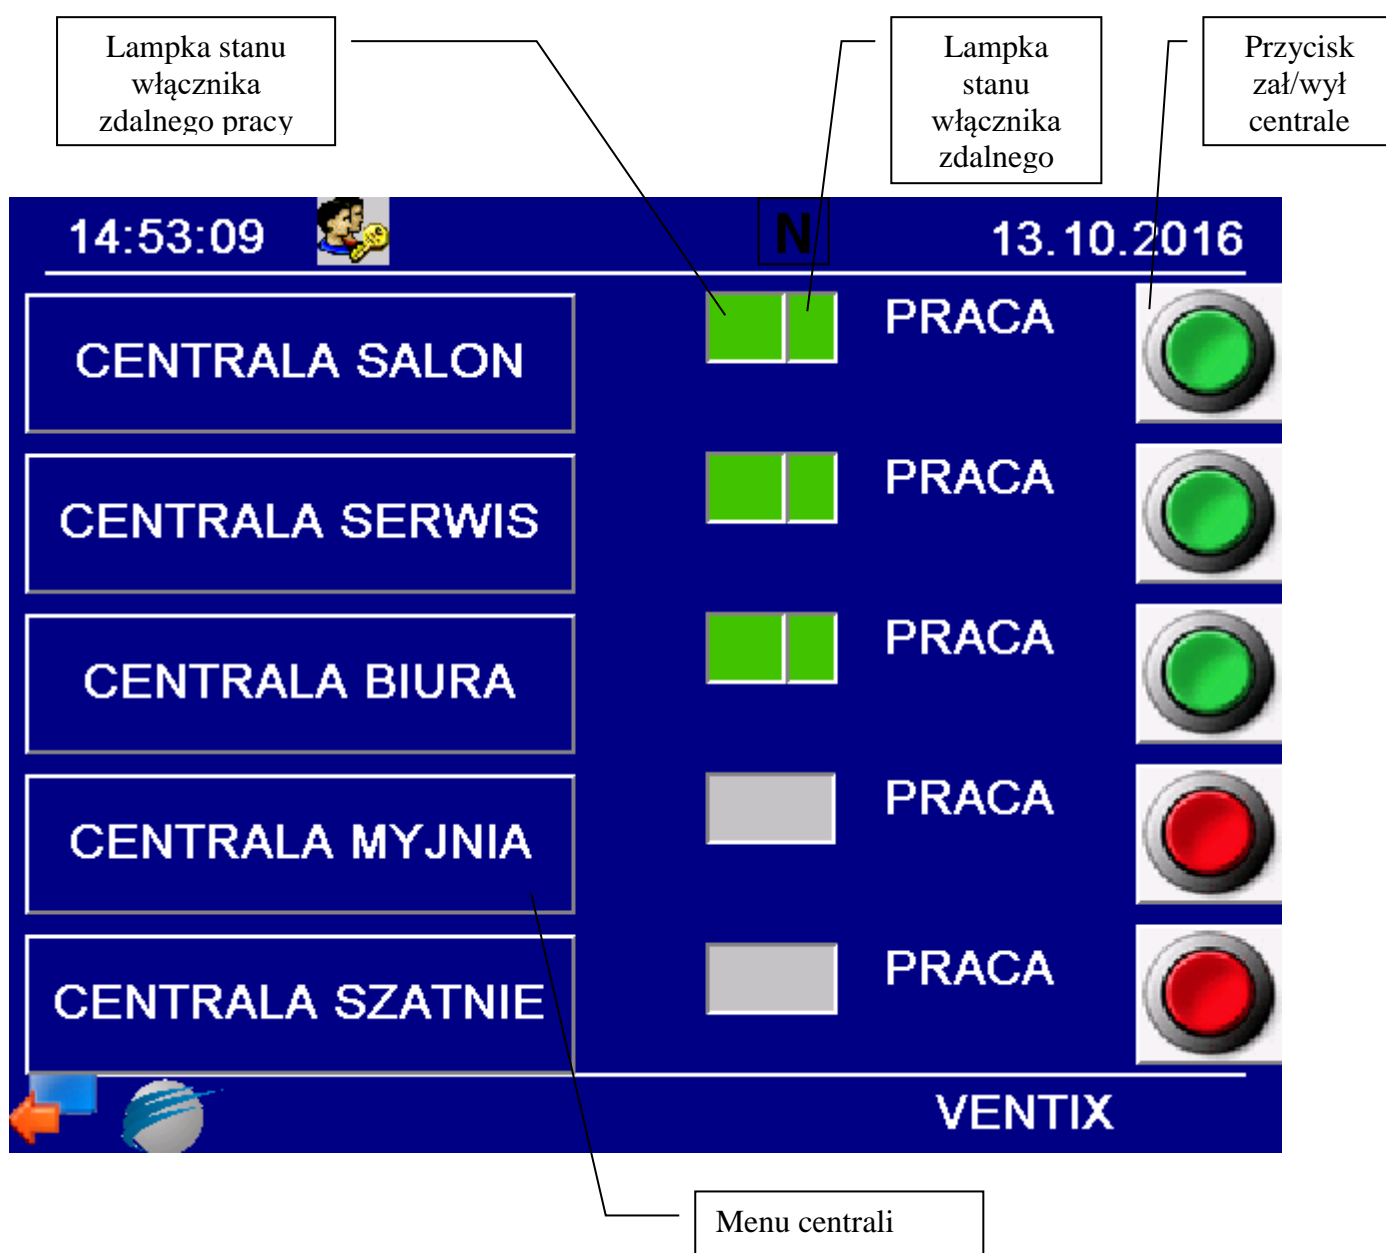 Lampka stanu
włącznika
zdalnego pracy
Lampka
stanu
włącznika
zdalnego
Przycisk
zał/wył
centrale
14:53:09
N
13.10.2016
CENTRALA SALON
PRACA
CENTRALA SERWIS
PRACA
CENTRALA BIURA
PRACA
CENTRALA MYJNIA
PRACA
CENTRALA SZATNIE
PRACA
VENTIX
Menu centrali